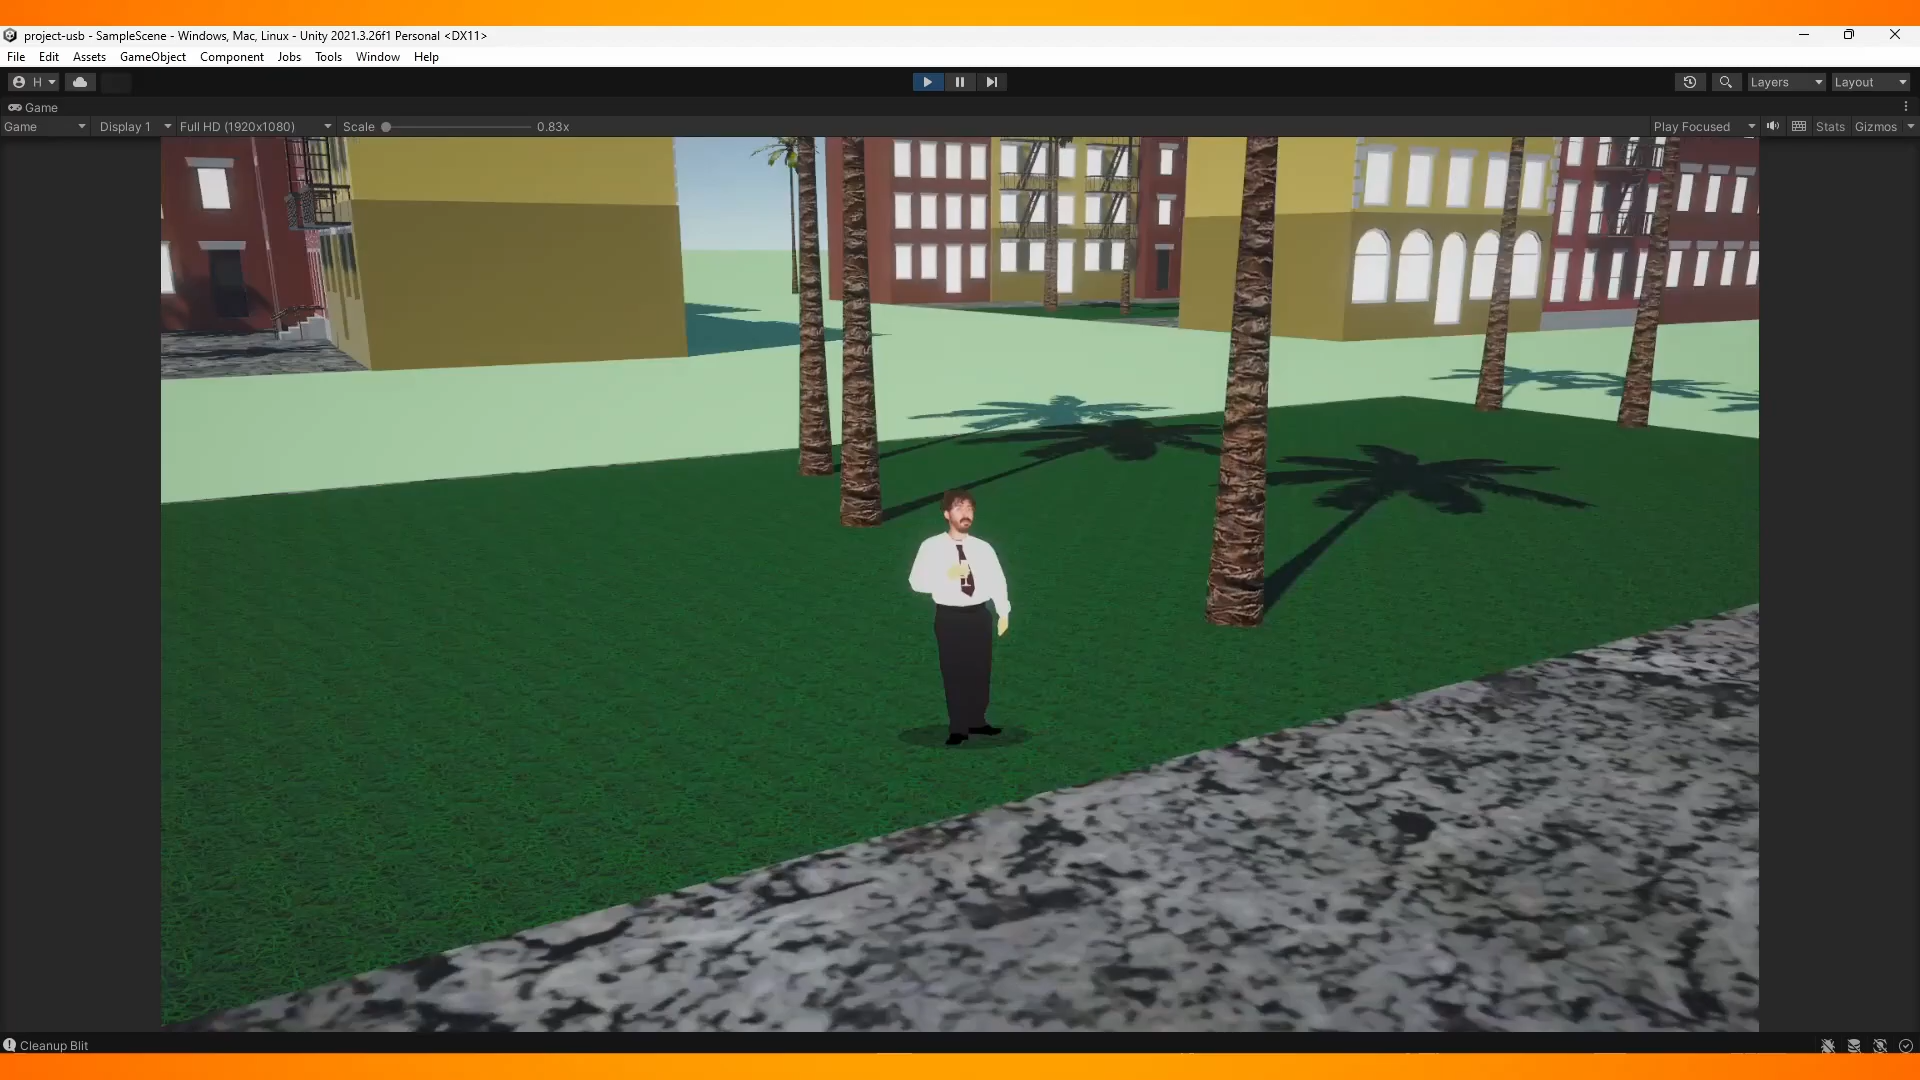 project-usb - SampleScene - Windows, Mac, Linux - Unity 2021.3.26f1 Personal <DX11>
File Edit Assets GameObject Component Jobs Tools Window Help
H Layers Layout
Game
Game Display 1 Full HD (1920x1080) Scale 0.83x Play Focused Stats Gizmos
Cleanup Blit